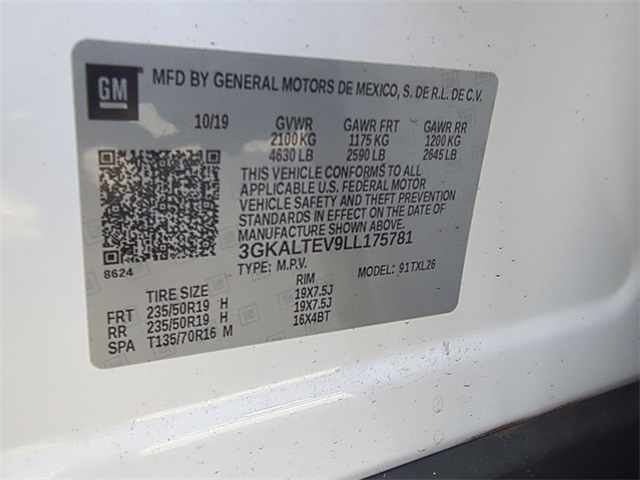 GM
MFD BY GENERAL MOTORS DE MEXICO, S. DE R.L. DE C.V.
10/19 GVWR GAWR FRT GAWR RR
2100 KG 1175 KG 1200 KG
4630 LB 2590 LB 2645 LB
THIS VEHICLE CONFORMS TO ALL
APPLICABLE U.S. FEDERAL MOTOR
VEHICLE SAFETY AND THEFT PREVENTION
STANDARDS IN EFFECT ON THE DATE OF
MANUFACTURE SHOWN ABOVE.
3GKALTEV9LL175781
8624 TYPE: M.P.V. MODEL: 91TXL26
TIRE SIZE RIM
FRT 235/50R19 H 19X7.5J
RR 235/50R19 H 19X7.5J
SPA T135/70R16 M 16X4BT